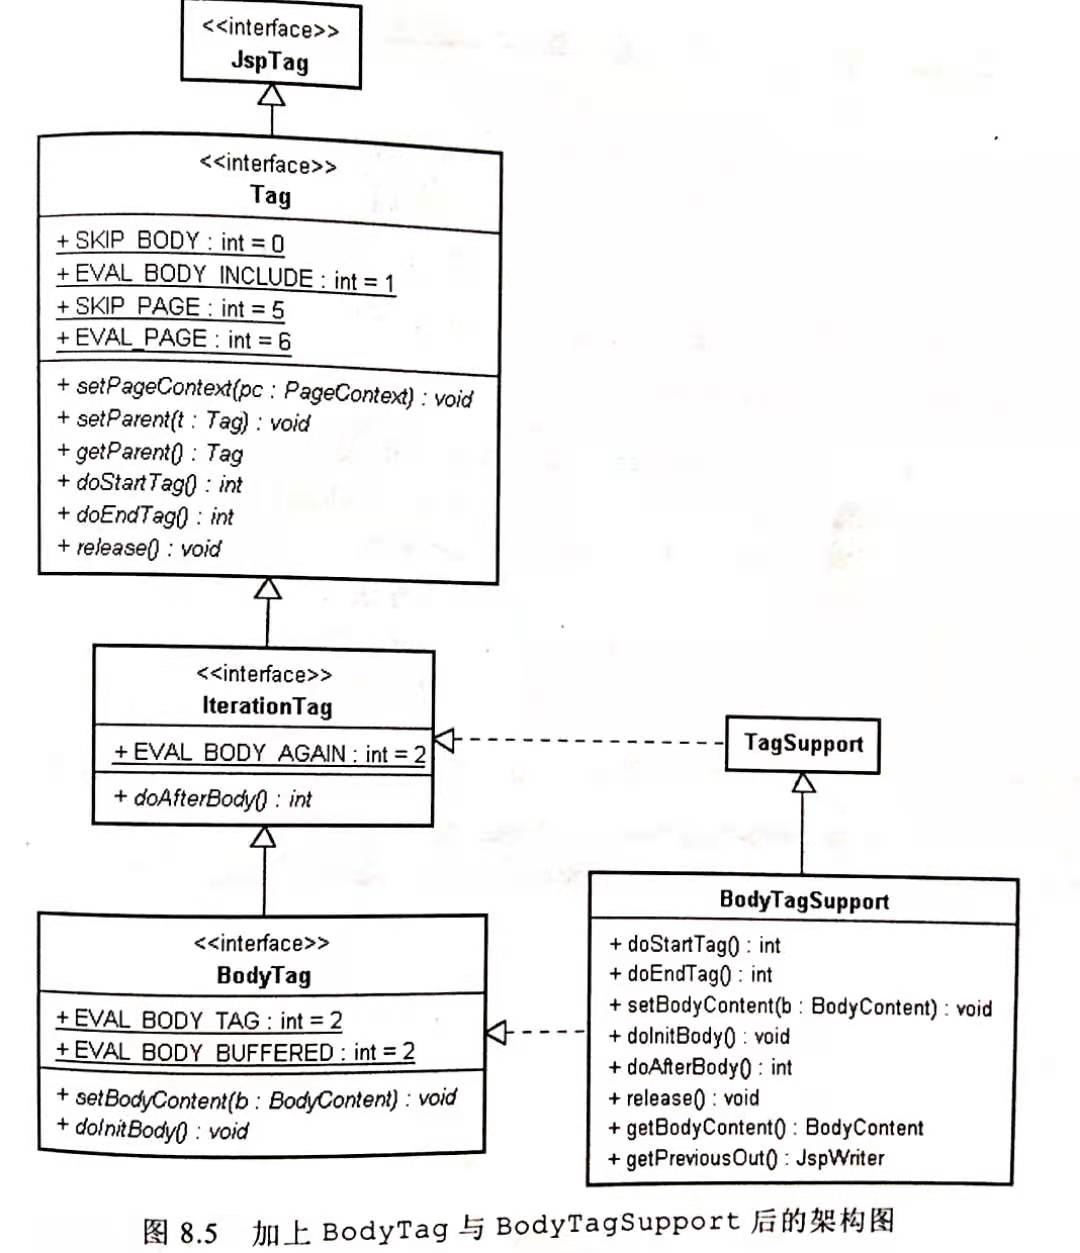 <<interface>>
JspTag
<<interface>>
Tag
+ SKIP_BODY : int = 0
+ EVAL_BODY_INCLUDE : int = 1
+ SKIP_PAGE : int = 5
+ EVAL_PAGE : int = 6
+ setPageContext(pc : PageContext) : void
+ setParent(t : Tag) : void
+ getParent() : Tag
+ doStartTag() : int
+ doEndTag() : int
+ release() : void
<<interface>>
IterationTag
+ EVAL_BODY_AGAIN : int = 2
+ doAfterBody() : int
TagSupport
<<interface>>
BodyTag
+ EVAL_BODY_TAG : int = 2
+ EVAL_BODY_BUFFERED : int = 2
+ setBodyContent(b : BodyContent) : void
+ doInitBody() : void
BodyTagSupport
+ doStartTag() : int
+ doEndTag() : int
+ setBodyContent(b : BodyContent) : void
+ doInitBody() : void
+ doAfterBody() : int
+ release() : void
+ getBodyContent() : BodyContent
+ getPreviousOut() : JspWriter
图 8.5 加上 BodyTag 与 BodyTagSupport 后的架构图